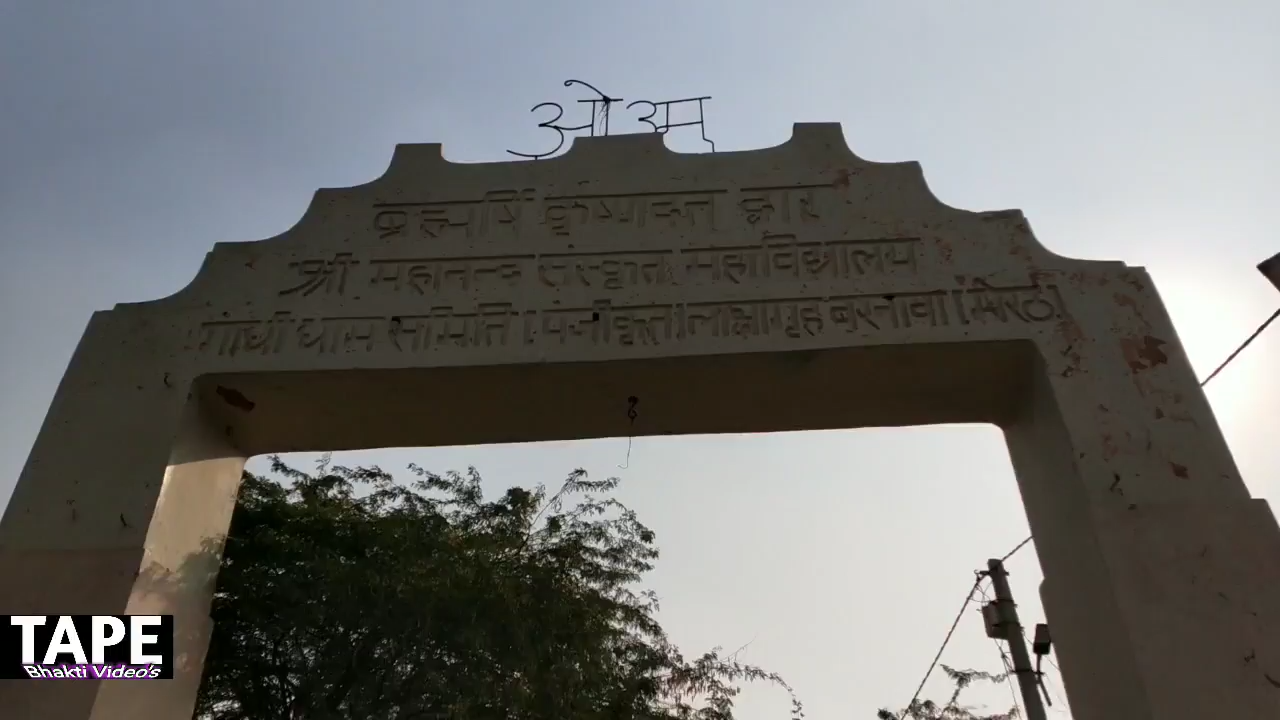 ओ३म
ब्रह्मर्षि कृष्णदत्त द्वार
श्री महानन्द संस्कृत महाविद्यालय
गाधी धाम समिति (पंजीकृत) लाक्षागृह बरनावा (मेरठ)
TAPE
Bhakti Video's